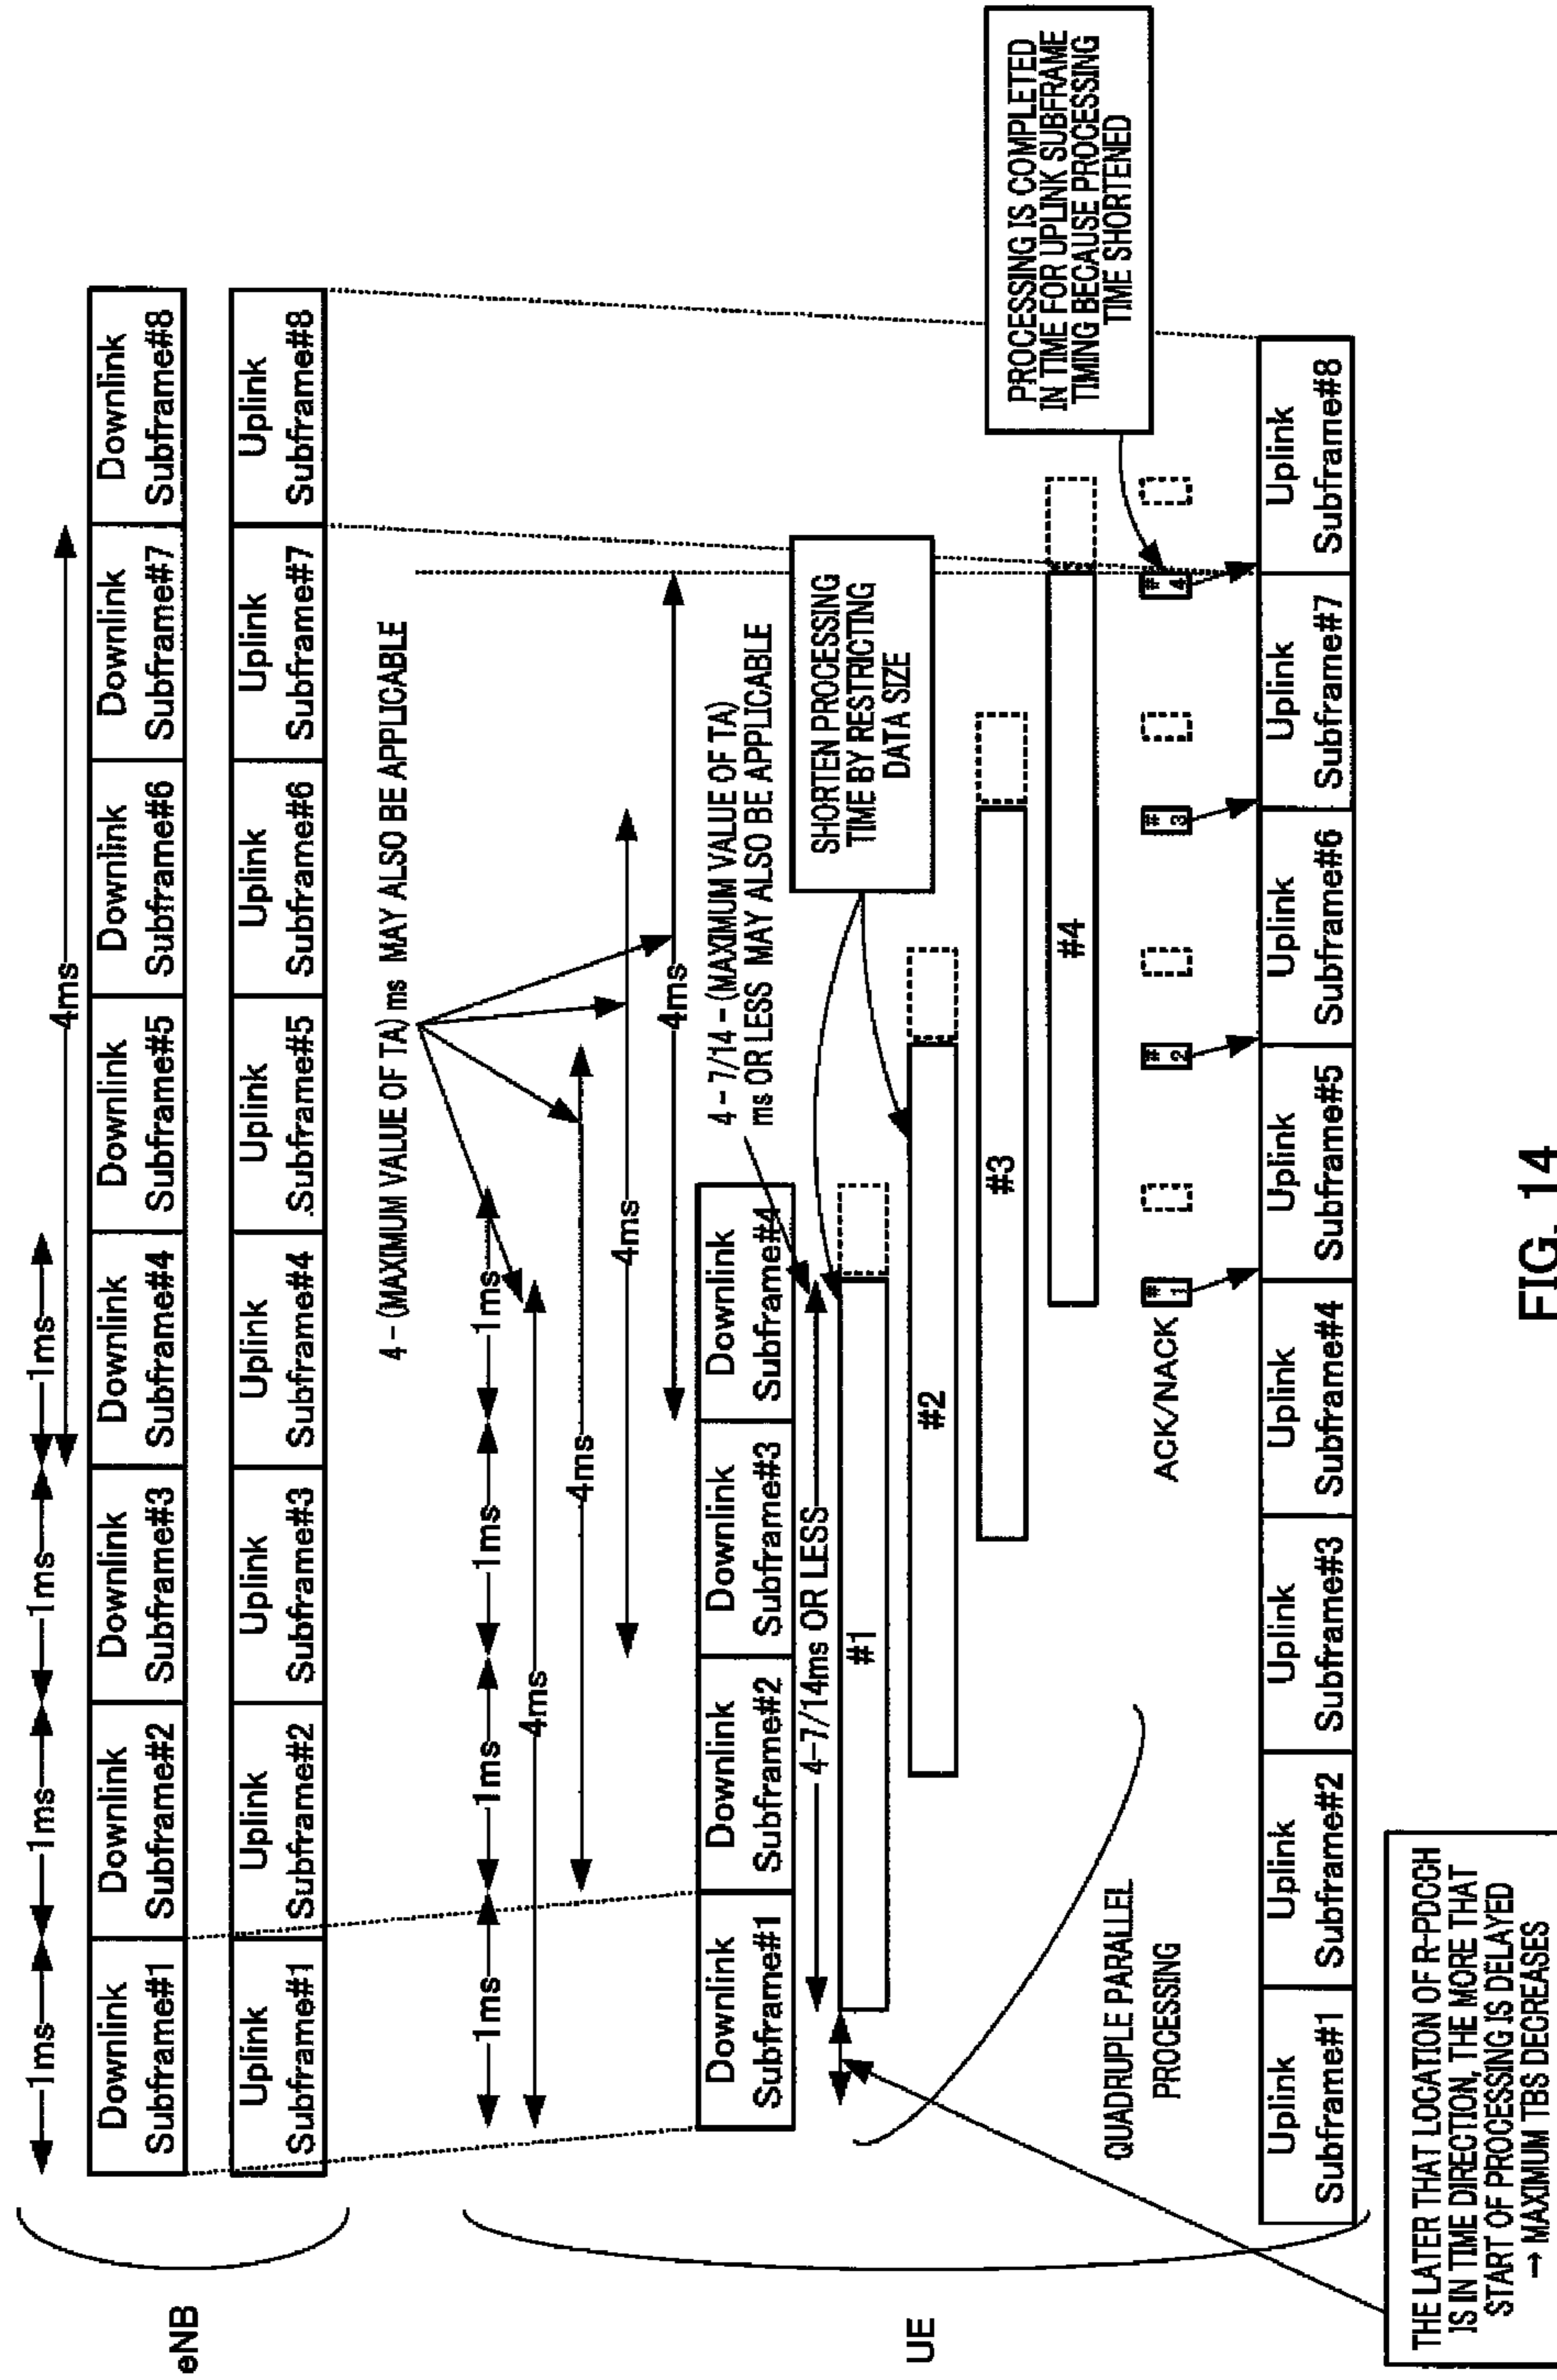 eNB
1ms
1ms
1ms
1ms
4ms
Downlink
Subframe#1
Downlink
Subframe#2
Downlink
Subframe#3
Downlink
Subframe#4
Downlink
Subframe#5
Downlink
Subframe#6
Downlink
Subframe#7
Downlink
Subframe#8
Uplink
Subframe#1
Uplink
Subframe#2
Uplink
Subframe#3
Uplink
Subframe#4
Uplink
Subframe#5
Uplink
Subframe#6
Uplink
Subframe#7
Uplink
Subframe#8
4 – (MAXIMUM VALUE OF TA) ms MAY ALSO BE APPLICABLE
UE
1ms
1ms
1ms
1ms
4ms
4ms
4ms
4ms
Downlink
Subframe#1
Downlink
Subframe#2
Downlink
Subframe#3
Downlink
Subframe#4
4 – 7/14 – (MAXIMUM VALUE OF TA)
ms OR LESS MAY ALSO BE APPLICABLE
4–7/14ms OR LESS
SHORTEN PROCESSING
TIME BY RESTRICTING
DATA SIZE
#1
#2
#3
#4
PROCESSING IS COMPLETED
IN TIME FOR UPLINK SUBFRAME
TIMING BECAUSE PROCESSING
TIME SHORTENED
QUADRUPLE PARALLEL
PROCESSING
ACK/NACK
#
1
#
2
#
3
#
4
Uplink
Subframe#1
Uplink
Subframe#2
Uplink
Subframe#3
Uplink
Subframe#4
Uplink
Subframe#5
Uplink
Subframe#6
Uplink
Subframe#7
Uplink
Subframe#8
THE LATER THAT LOCATION OF R-PDCCH
IS IN TIME DIRECTION, THE MORE THAT
START OF PROCESSING IS DELAYED
→ MAXIMUM TBS DECREASES
FIG. 14